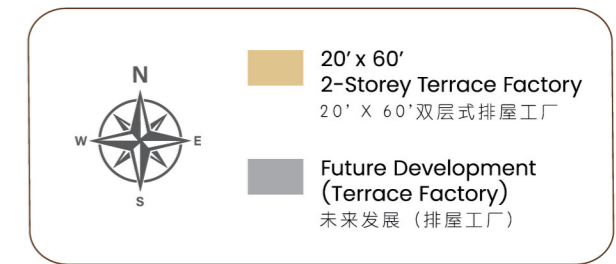 N
W
E
S
20’ x 60’
2-Storey Terrace Factory
20’ X 60’双层式排屋工厂
Future Development
(Terrace Factory)
未来发展（排屋工厂）